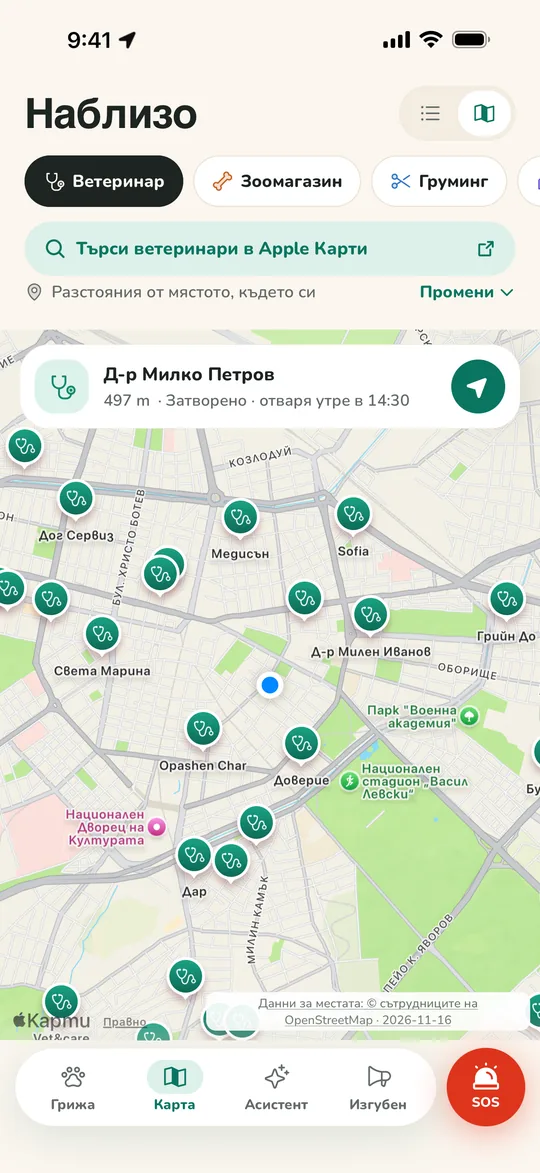 9:41
Наблизо
Ветеринар
Зоомагазин
Груминг
Търси ветеринари в Apple Карти
Разстояния от мястото, където си
Промени
Д-р Милко Петров
497 m · Затворено · отваря утре в 14:30
КОЗЛОДУЙ
БУЛ. ХРИСТО БОТЕВ
Дог Сервиз
Медисън
Sofia
Д-р Милен Иванов
Грийн До
ОБОРИЩЕ
Света Марина
Парк "Военна
академия"
Opashen Char
Доверие
Национален
стадион „Васил
Левски“
Бу
Национален
Дворец на
Културата
Дар
МИЛИН КАМЪК
ПЕЙО К. ЯВОРОВ
Данни за местата: © сътрудниците на
OpenStreetMap · 2026-11-16
Карти
Правно
Vet&care
Грижа
Карта
Асистент
Изгубен
SOS